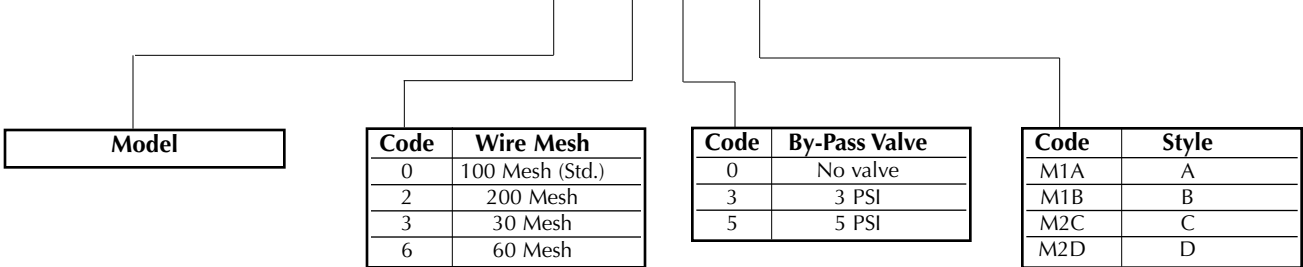 Model
Code Wire Mesh
0 100 Mesh (Std.)
2 200 Mesh
3 30 Mesh
6 60 Mesh
Code By-Pass Valve
0 No valve
3 3 PSI
5 5 PSI
Code Style
M1A A
M1B B
M2C C
M2D D